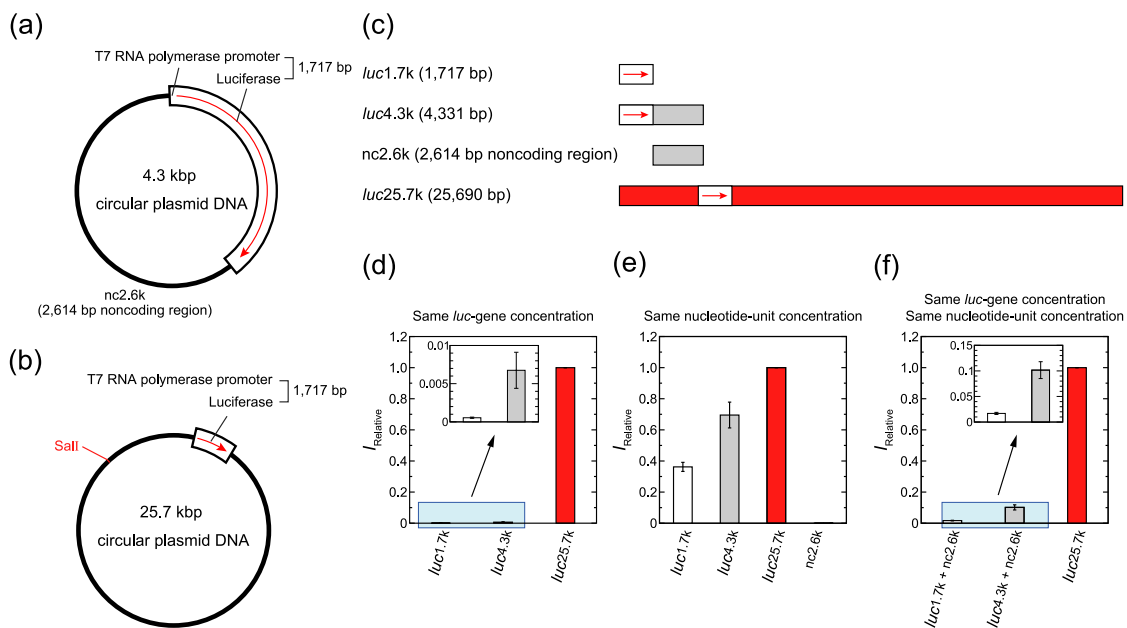 (a)
T7 RNA polymerase promoter
Luciferase
1,717 bp
4.3 kbp
circular plasmid DNA
nc2.6k
(2,614 bp noncoding region)
(b)
T7 RNA polymerase promoter
Luciferase
1,717 bp
SalI
25.7 kbp
circular plasmid DNA
(c)
luc1.7k (1,717 bp)
luc4.3k (4,331 bp)
nc2.6k (2,614 bp noncoding region)
luc25.7k (25,690 bp)
(d)
Same luc-gene concentration
I Relative
1.2
1.0
0.8
0.6
0.4
0.2
0
0.01
0.005
0
luc1.7k
luc4.3k
luc25.7k
(e)
Same nucleotide-unit concentration
I Relative
1.2
1.0
0.8
0.6
0.4
0.2
0
luc1.7k
luc4.3k
luc25.7k
nc2.6k
(f)
Same luc-gene concentration
Same nucleotide-unit concentration
I Relative
1.2
1.0
0.8
0.6
0.4
0.2
0
0.15
0.10
0.05
0
luc1.7k + nc2.6k
luc4.3k + nc2.6k
luc25.7k